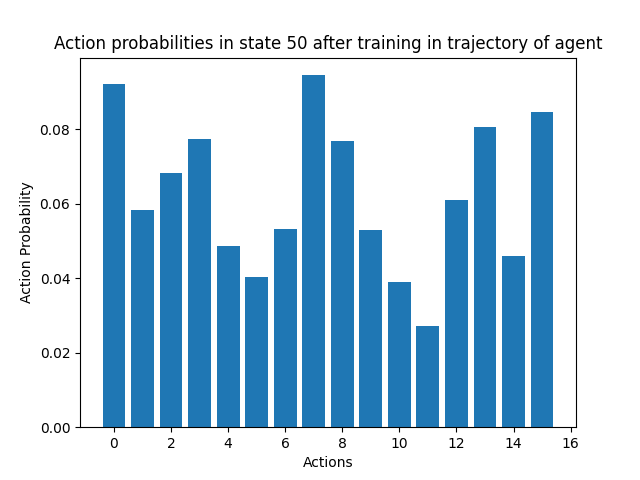 Action probabilities in state 50 after training in trajectory of agent
0.08
0.06
0.04
0.02
0.00
Action Probability
0 2 4 6 8 10 12 14 16
Actions